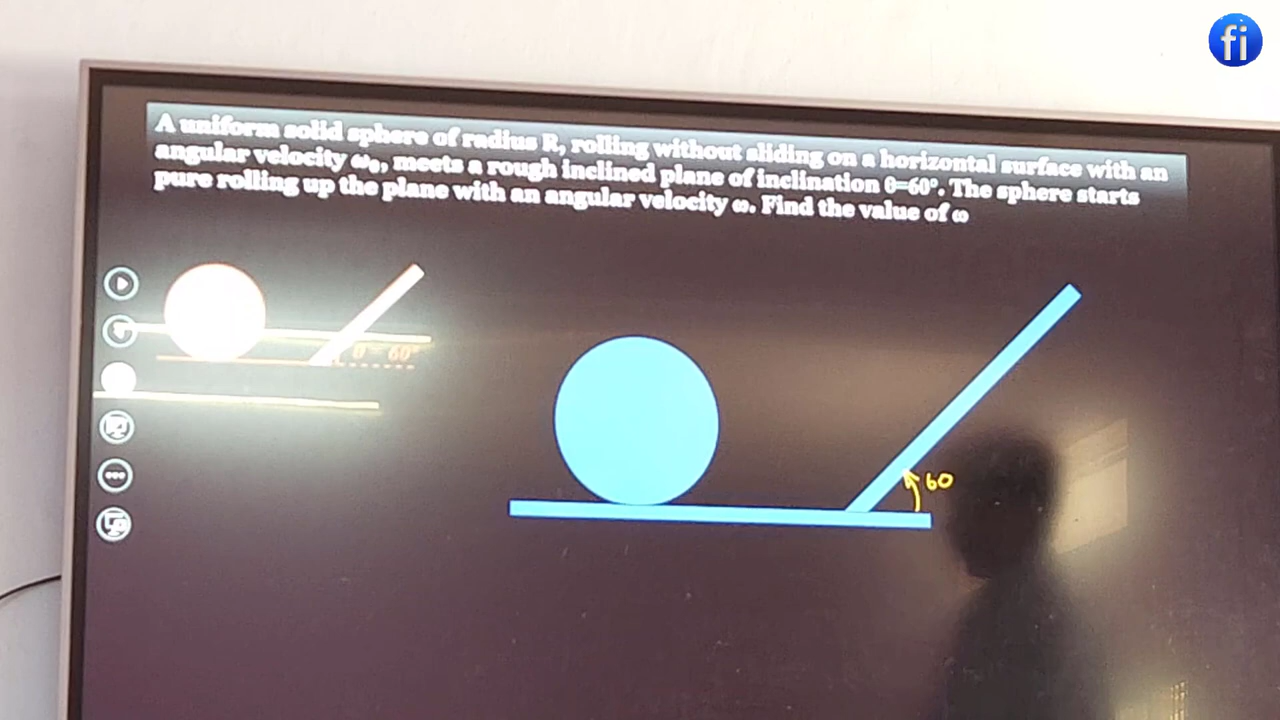 fi
A uniform solid sphere of radius R, rolling without sliding on a horizontal surface with an
angular velocity ω₀, meets a rough inclined plane of inclination θ=60°. The sphere starts
pure rolling up the plane with an angular velocity ω. Find the value of ω
θ = 60°
60